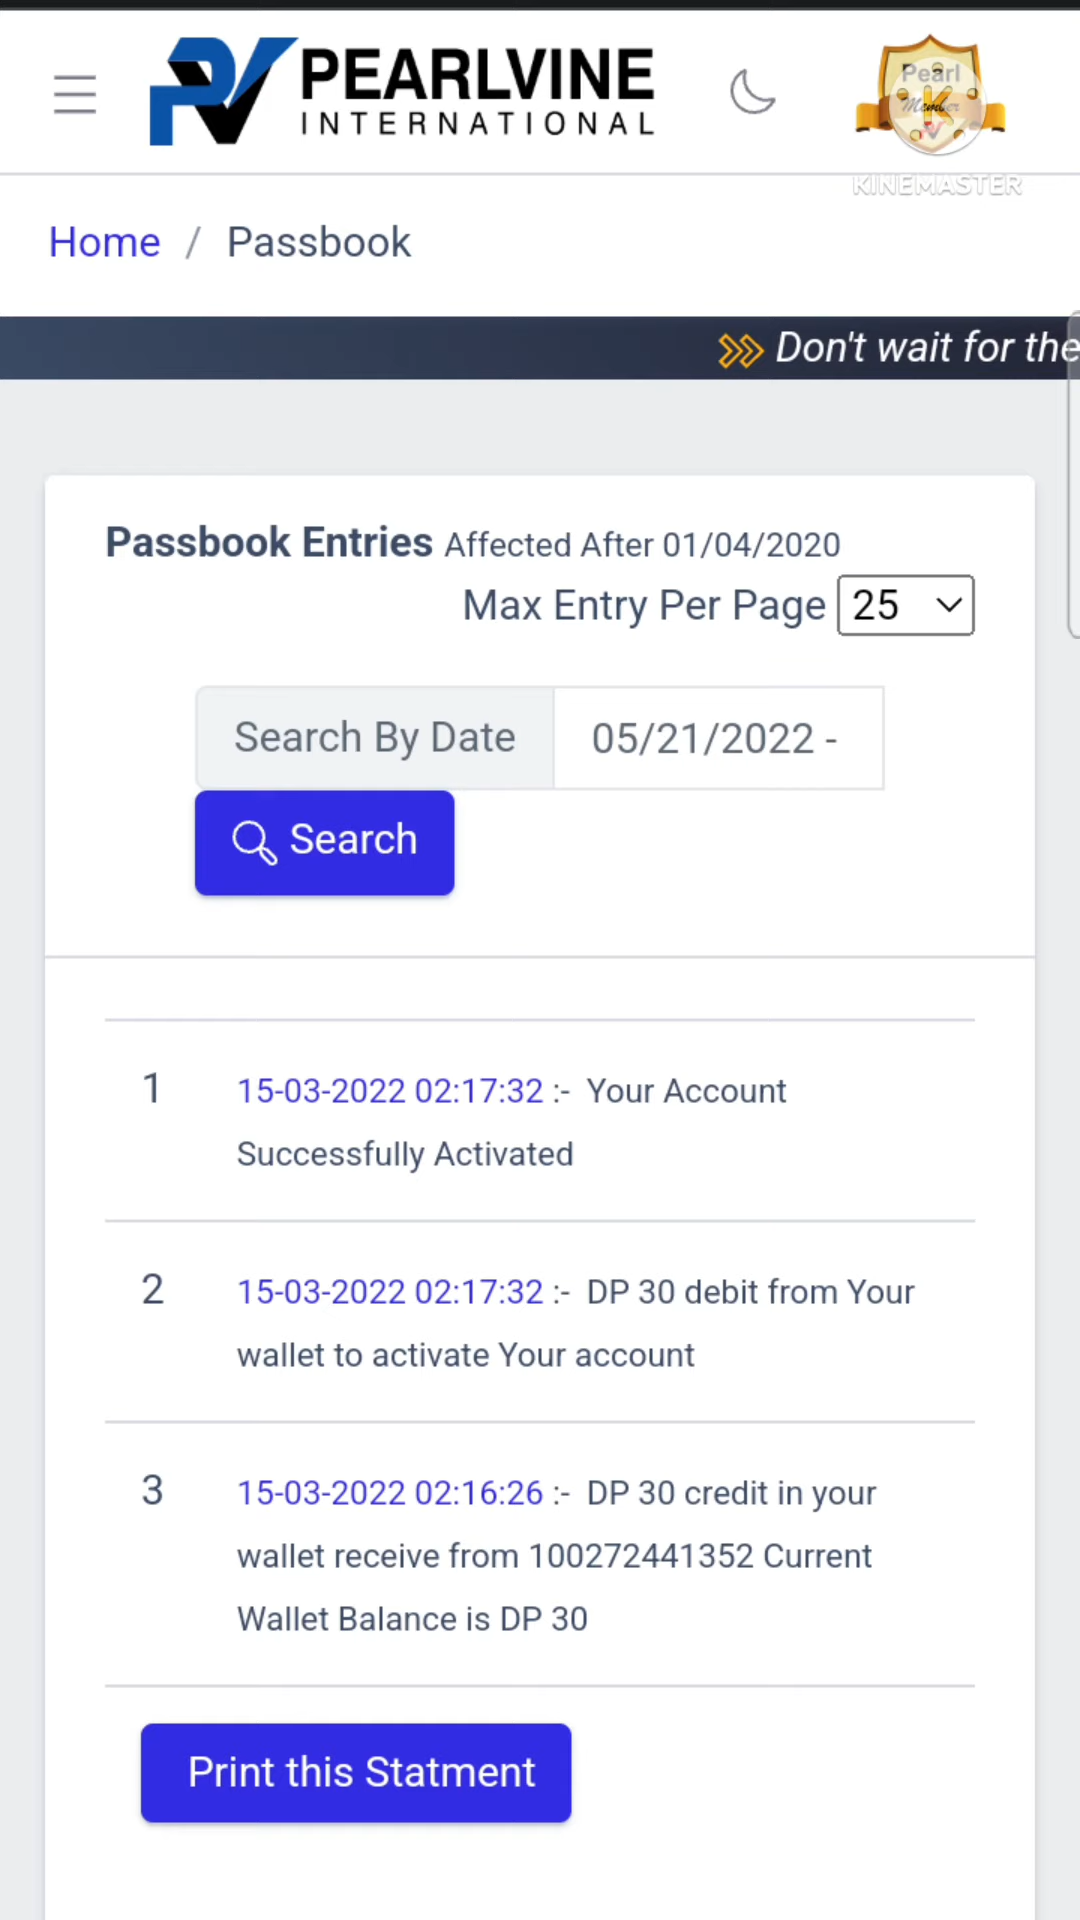 PEARLVINE
INTERNATIONAL
Pearl
Member
K
KINEMASTER
Home / Passbook
Don't wait for the
Passbook Entries Affected After 01/04/2020
Max Entry Per Page 25
Search By Date 05/21/2022 -
Search
1 15-03-2022 02:17:32 :- Your Account
Successfully Activated
2 15-03-2022 02:17:32 :- DP 30 debit from Your
wallet to activate Your account
3 15-03-2022 02:16:26 :- DP 30 credit in your
wallet receive from 100272441352 Current
Wallet Balance is DP 30
Print this Statment